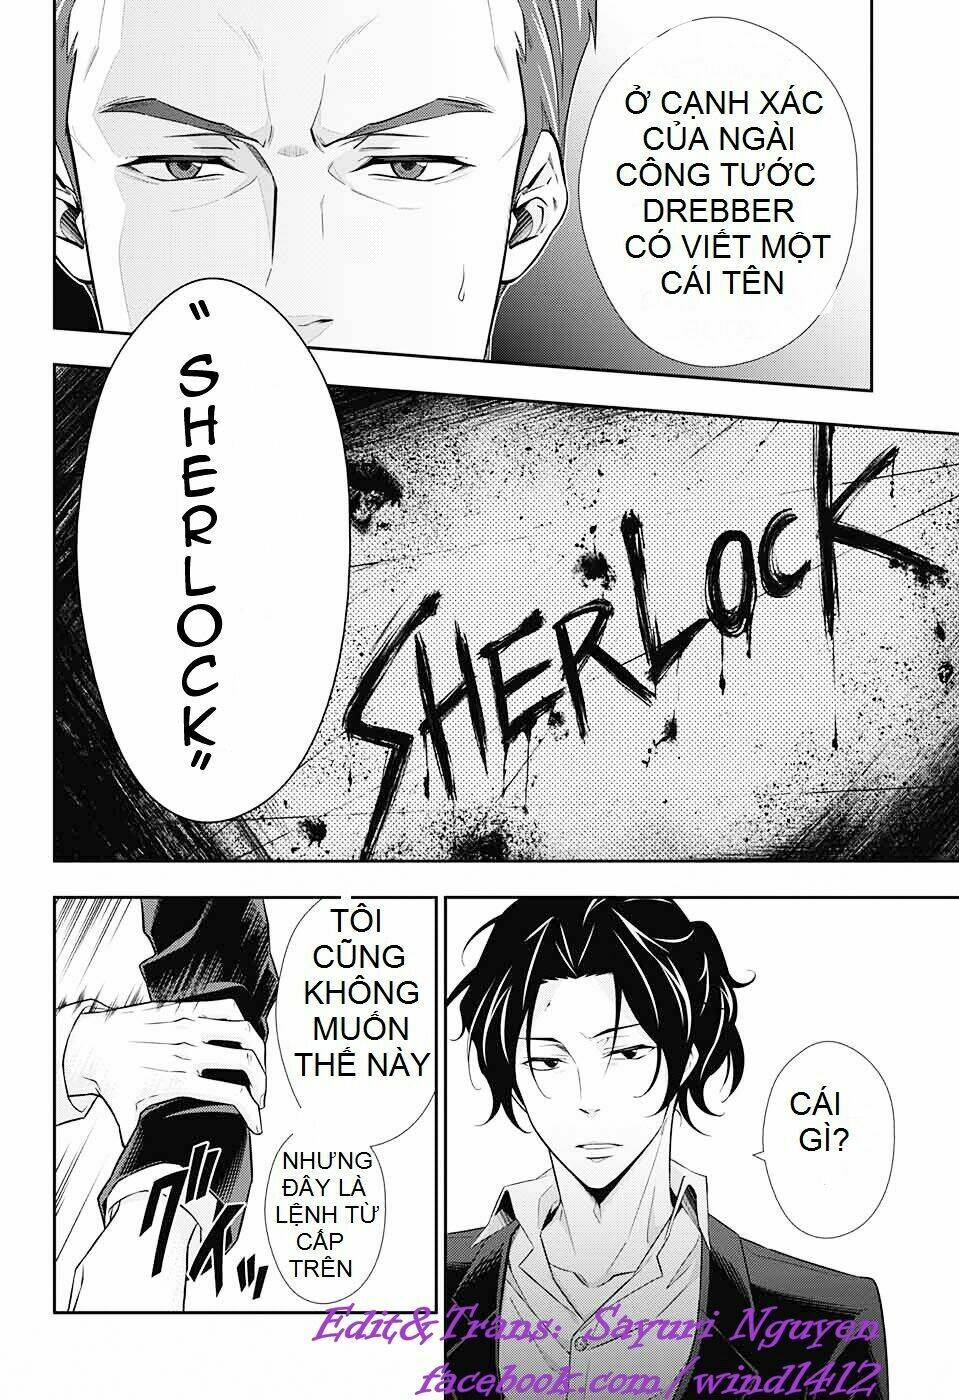 Ở CẠNH XÁC
CỦA NGÀI
CÔNG TƯỚC
DREBBER
CÓ VIẾT MỘT
CÁI TÊN
"SHERLOCK"
SHERLOCK
CÁI
GÌ?
TÔI
CŨNG
KHÔNG
MUỐN
THẾ NÀY
NHƯNG
ĐÂY LÀ
LỆNH TỪ
CẤP
TRÊN
グズッ
Edit&Trans: Sayuri Nguyen
facebook.com/wind1412